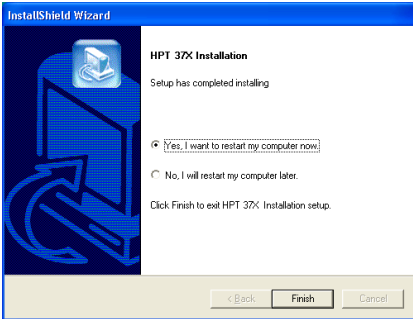 InstallShield Wizard
HPT 37X Installation
Setup has completed installing
Yes, I want to restart my computer now.
No, I will restart my computer later.
Click Finish to exit HPT 37X Installation setup.
< Back Finish Cancel